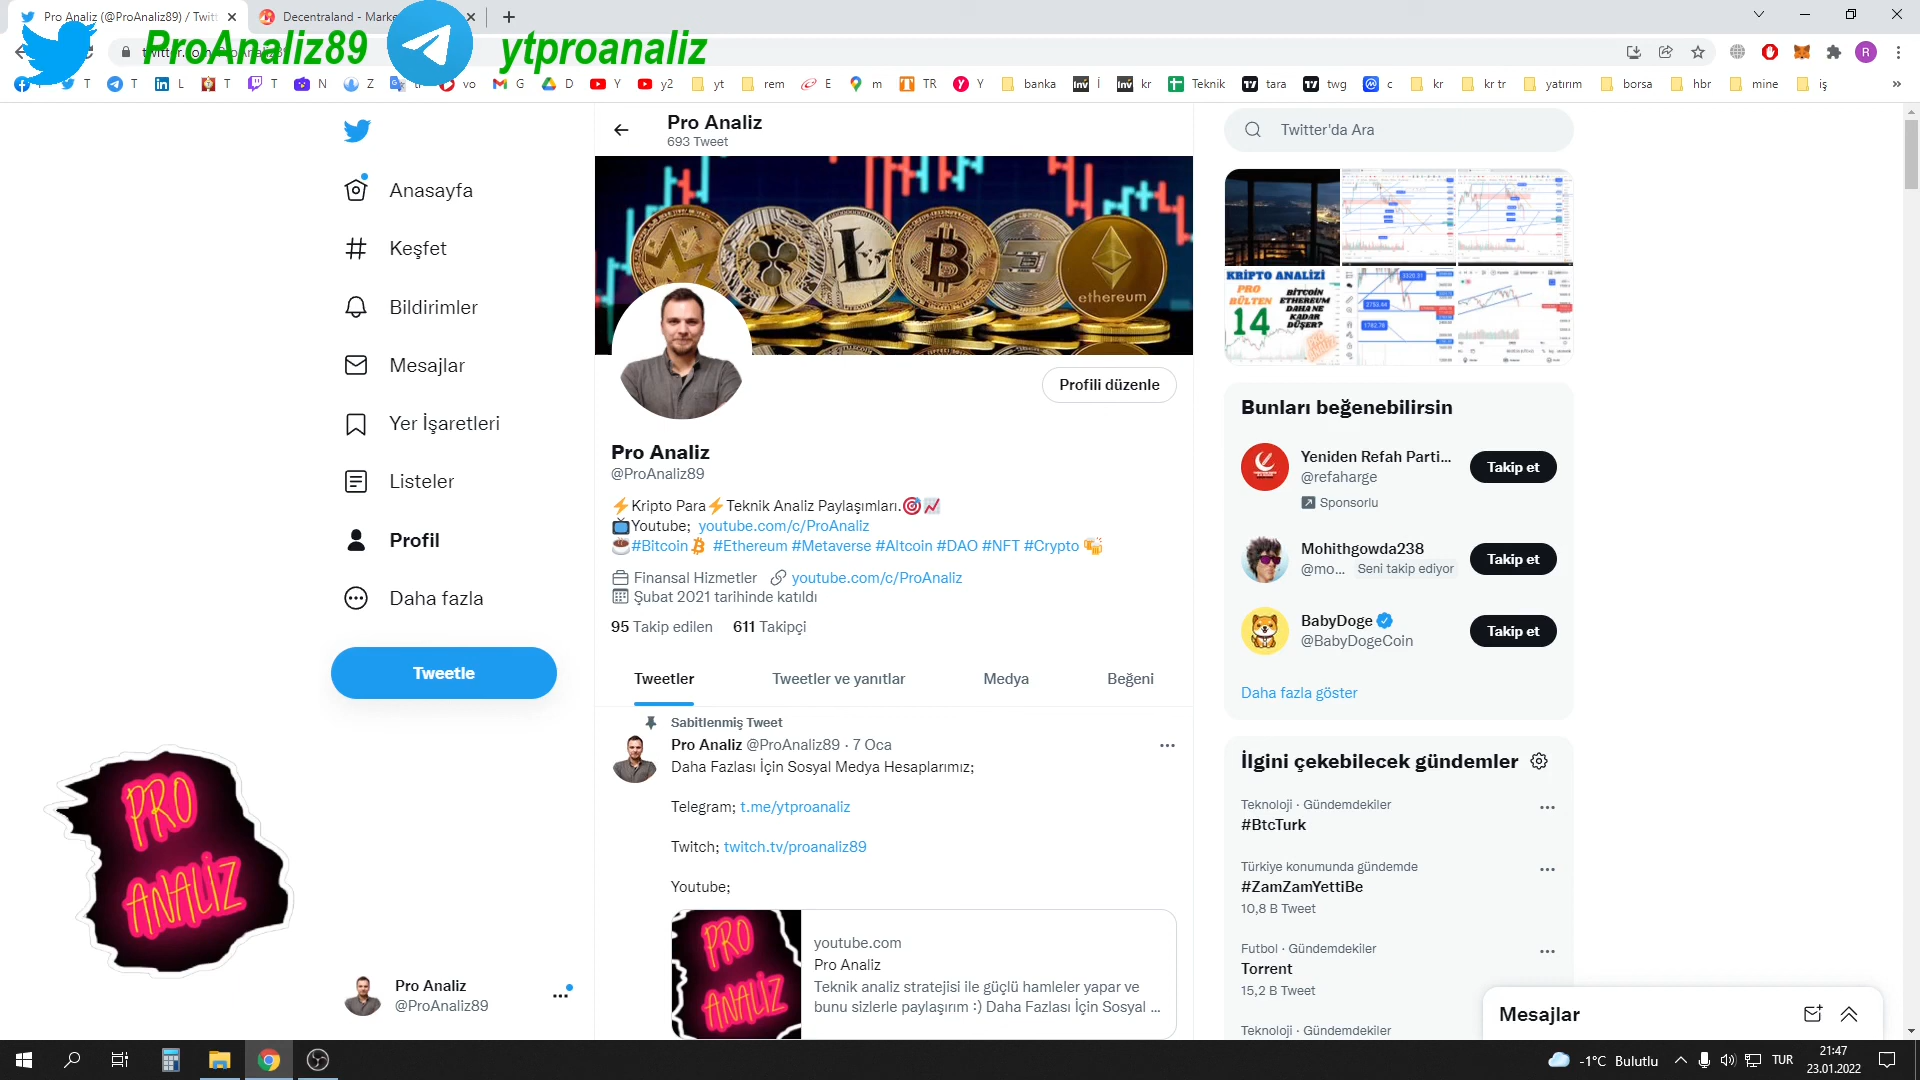 Pro Analiz (@ProAnaliz89) / Twit
Decentraland - Marke
ProAnaliz89
ytproanaliz
T
T
L
T
T
N
Z
vo
G
D
Y
y2
yt
rem
E
m
TR
Y
banka
İ
kr
Teknik
tara
twg
c
kr
kr tr
yatırım
borsa
hbr
mine
iş
»
Anasayfa
Keşfet
Bildirimler
Mesajlar
Yer İşaretleri
Listeler
Profil
Daha fazla
Tweetle
PRO
ANALİZ
Pro Analiz
@ProAnaliz89
Pro Analiz
693 Tweet
ethereum
Profili düzenle
Pro Analiz
@ProAnaliz89
⚡Kripto Para⚡Teknik Analiz Paylaşımları.🎯📈
📺Youtube; youtube.com/c/ProAnaliz
☕#Bitcoin #Ethereum #Metaverse #Altcoin #DAO #NFT #Crypto 🍻
Finansal Hizmetler youtube.com/c/ProAnaliz
Şubat 2021 tarihinde katıldı
95 Takip edilen 611 Takipçi
Tweetler
Tweetler ve yanıtlar
Medya
Beğeni
Sabitlenmiş Tweet
Pro Analiz @ProAnaliz89 · 7 Oca
Daha Fazlası İçin Sosyal Medya Hesaplarımız;
Telegram; t.me/ytproanaliz
Twitch; twitch.tv/proanaliz89
Youtube;
PRO
ANALİZ
youtube.com
Pro Analiz
Teknik analiz stratejisi ile güçlü hamleler yapar ve
bunu sizlerle paylaşırım :) Daha Fazlası İçin Sosyal ...
Twitter'da Ara
KRİPTO ANALİZİ
PRO
BÜLTEN
14
BİTCOİN
ETHEREUM
DAHA NE
KADAR
DÜŞER?
3320.31
2753.44
1782.78
Bunları beğenebilirsin
Yeniden Refah Parti...
@refaharge
Sponsorlu
Takip et
Mohithgowda238
@mo... Seni takip ediyor
Takip et
BabyDoge
@BabyDogeCoin
Takip et
Daha fazla göster
İlgini çekebilecek gündemler
Teknoloji · Gündemdekiler
#BtcTurk
Türkiye konumunda gündemde
#ZamZamYettiBe
10,8 B Tweet
Futbol · Gündemdekiler
Torrent
15,2 B Tweet
Teknoloji · Gündemdekiler
Mesajlar
-1°C Bulutlu
TUR
21:47
23.01.2022